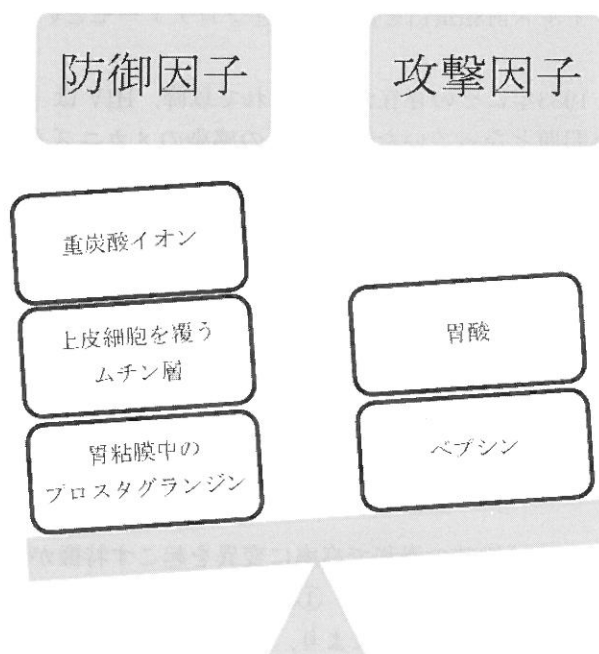 防御因子
攻撃因子
重炭酸イオン
上皮細胞を覆う
ムチン層
胃粘膜中の
プロスタグランジン
胃酸
ペプシン